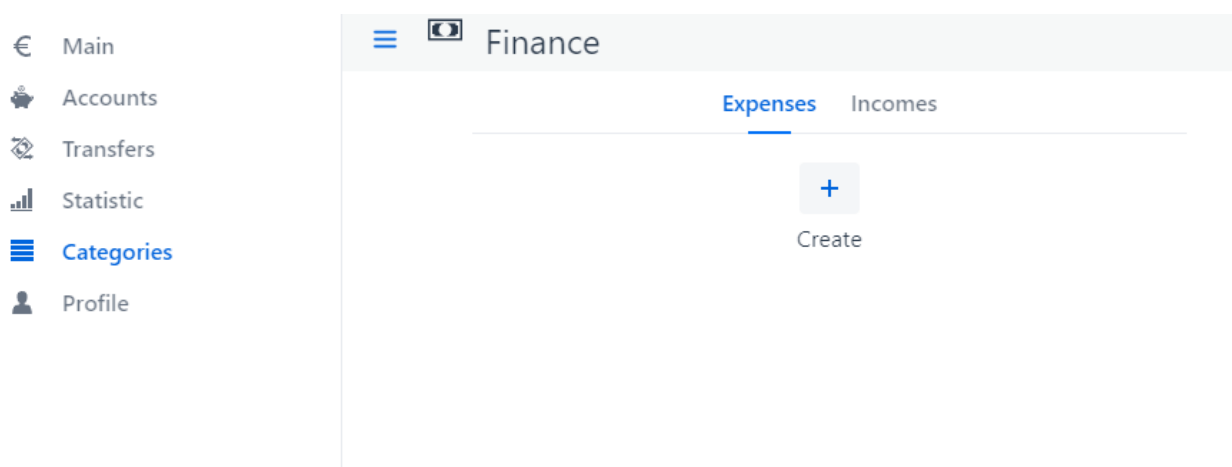 € Main
Accounts
Transfers
Statistic
Categories
Profile
Finance
Expenses Incomes
+
Create